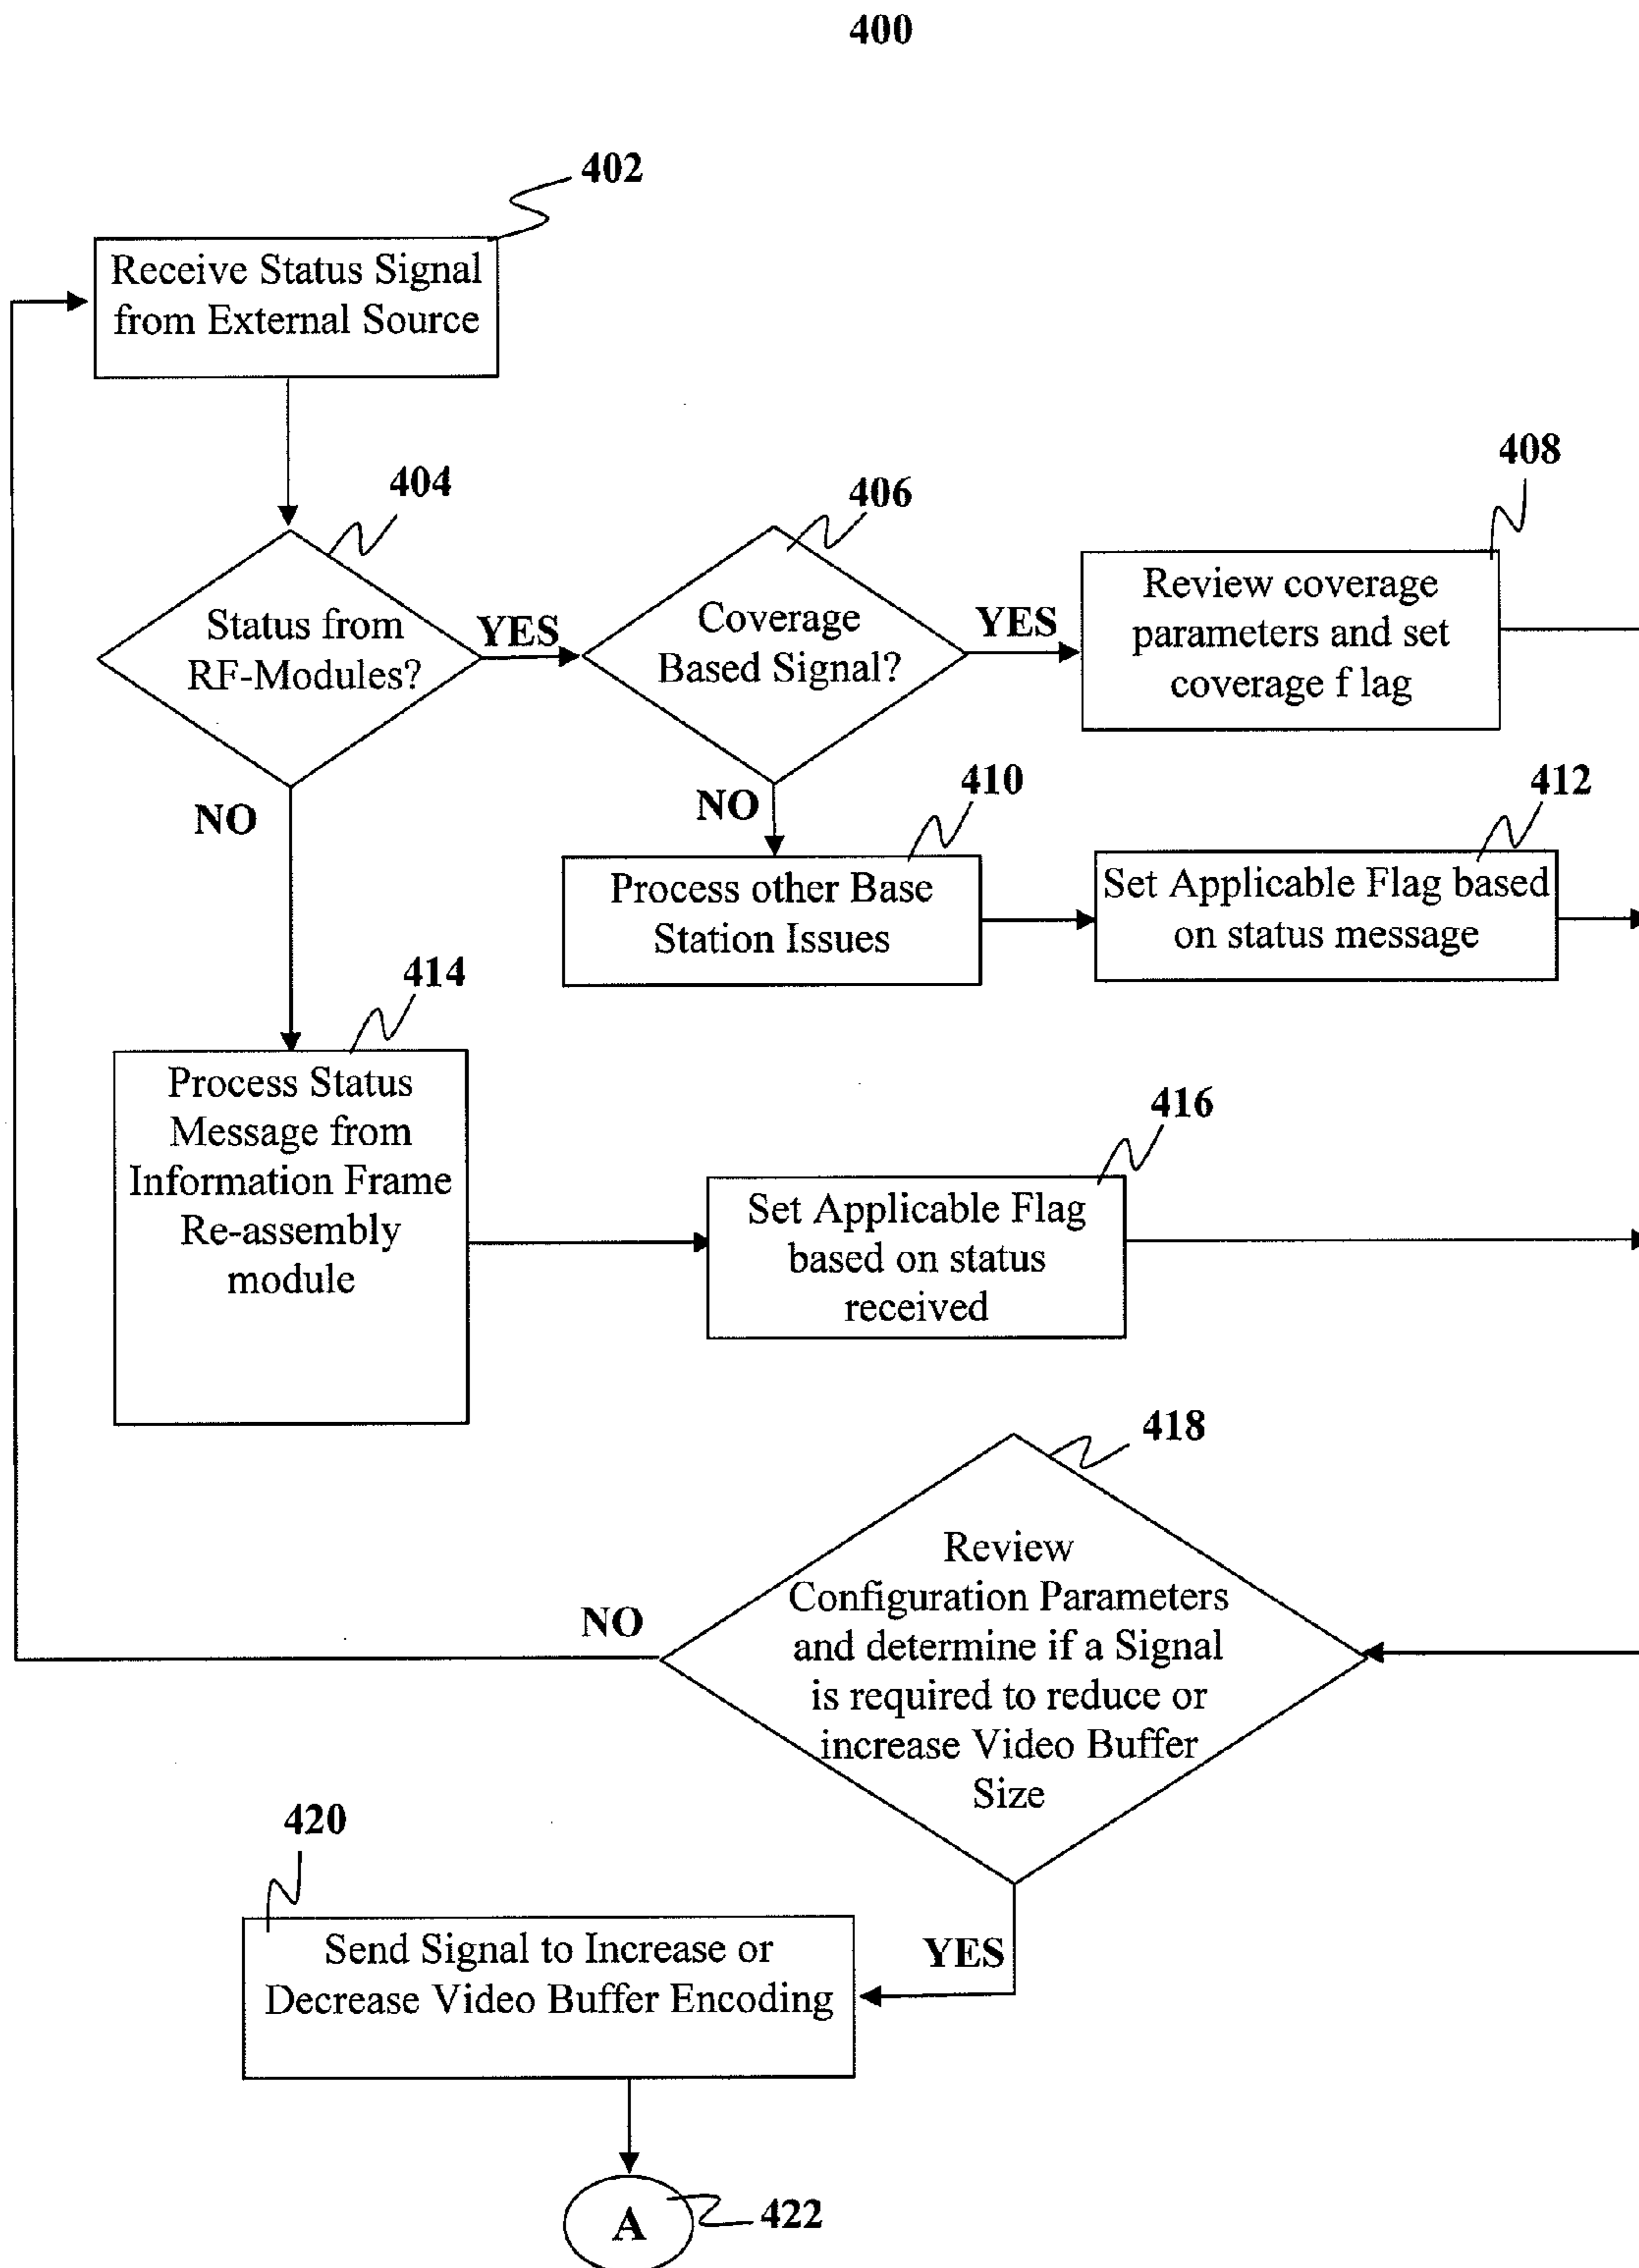 400
402
Receive Status Signal
from External Source
404
406
408
Status from
RF-Modules?
YES
Coverage
Based Signal?
YES
Review coverage
parameters and set
coverage f lag
NO
NO
410
412
Process other Base
Station Issues
Set Applicable Flag based
on status message
414
Process Status
Message from
Information Frame
Re-assembly
module
416
Set Applicable Flag
based on status
received
418
NO
Review
Configuration Parameters
and determine if a Signal
is required to reduce or
increase Video Buffer
Size
420
YES
Send Signal to Increase or
Decrease Video Buffer Encoding
A
422